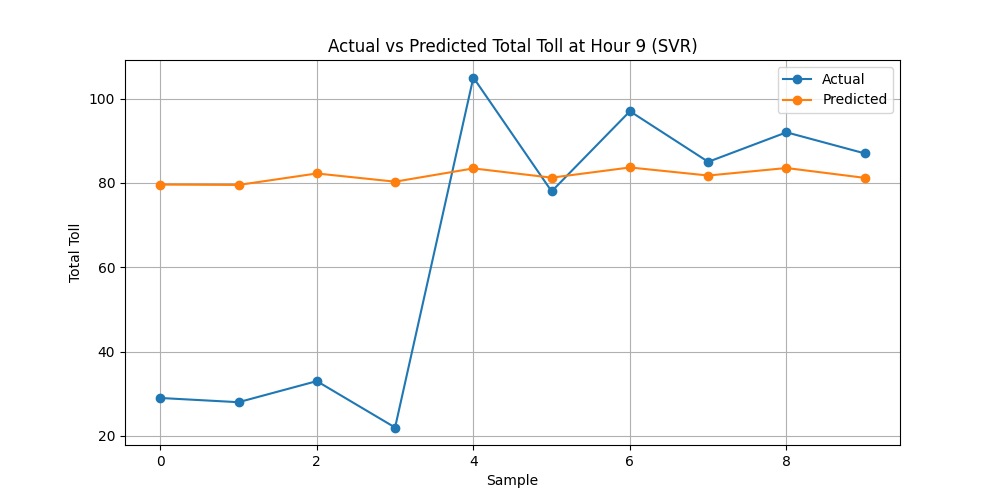 Actual vs Predicted Total Toll at Hour 9 (SVR)
Actual
Predicted
Total Toll
100
80
60
40
20
0 2 4 6 8
Sample